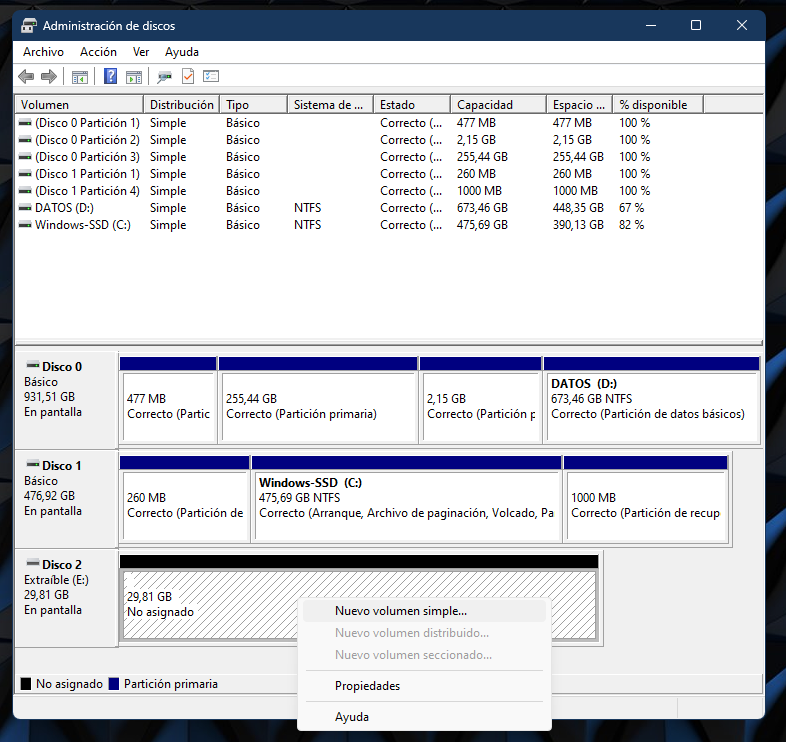 Administración de discos
Archivo Acción Ver Ayuda
Volumen Distribución Tipo Sistema de ... Estado Capacidad Espacio ... % disponible
(Disco 0 Partición 1) Simple Básico Correcto (... 477 MB 477 MB 100 %
(Disco 0 Partición 2) Simple Básico Correcto (... 2,15 GB 2,15 GB 100 %
(Disco 0 Partición 3) Simple Básico Correcto (... 255,44 GB 255,44 GB 100 %
(Disco 1 Partición 1) Simple Básico Correcto (... 260 MB 260 MB 100 %
(Disco 1 Partición 4) Simple Básico Correcto (... 1000 MB 1000 MB 100 %
DATOS (D:) Simple Básico NTFS Correcto (... 673,46 GB 448,35 GB 67 %
Windows-SSD (C:) Simple Básico NTFS Correcto (... 475,69 GB 390,13 GB 82 %
Disco 0
Básico
931,51 GB
En pantalla
477 MB
Correcto (Partic
255,44 GB
Correcto (Partición primaria)
2,15 GB
Correcto (Partición p
DATOS (D:)
673,46 GB NTFS
Correcto (Partición de datos básicos)
Disco 1
Básico
476,92 GB
En pantalla
260 MB
Correcto (Partición de
Windows-SSD (C:)
475,69 GB NTFS
Correcto (Arranque, Archivo de paginación, Volcado, Pa
1000 MB
Correcto (Partición de recup
Disco 2
Extraíble (E:)
29,81 GB
En pantalla
29,81 GB
No asignado
Nuevo volumen simple...
Nuevo volumen distribuido...
Nuevo volumen seccionado...
Propiedades
Ayuda
No asignado Partición primaria